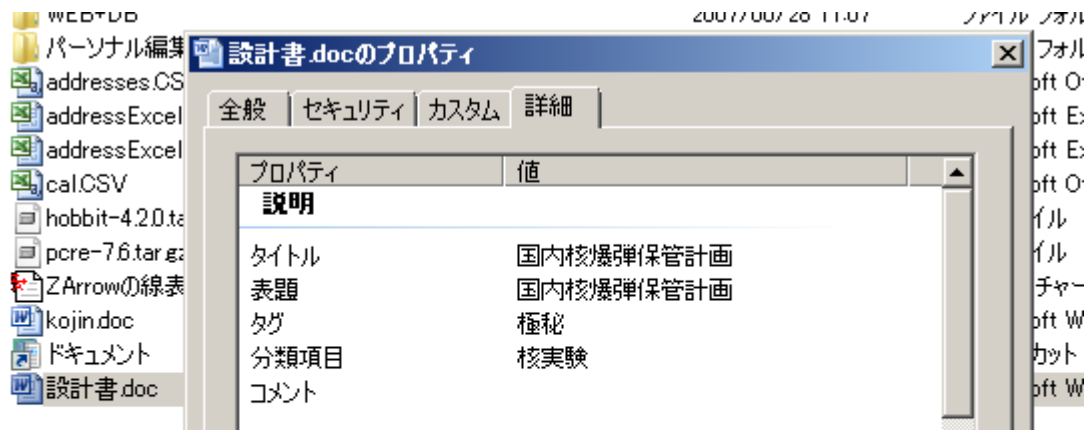 WEB+DB 2007/00/28 11:07
パーソナル編集
設計書.docのプロパティ
フォル
addresses.CS
全般 セキュリティ カスタム 詳細
oft O
addressExcel
oft Ex
addressExcel
プロパティ 値
oft Ex
cal.CSV
説明
oft O
hobbit-4.2.0.ta
イル
pcre-7.6.tar.gz
タイトル 国内核爆弾保管計画
イル
ZArrowの線表
表題 国内核爆弾保管計画
チャー
kojin.doc
タグ 極秘
oft W
ドキュメント
分類項目 核実験
カット
設計書.doc
コメント
oft W